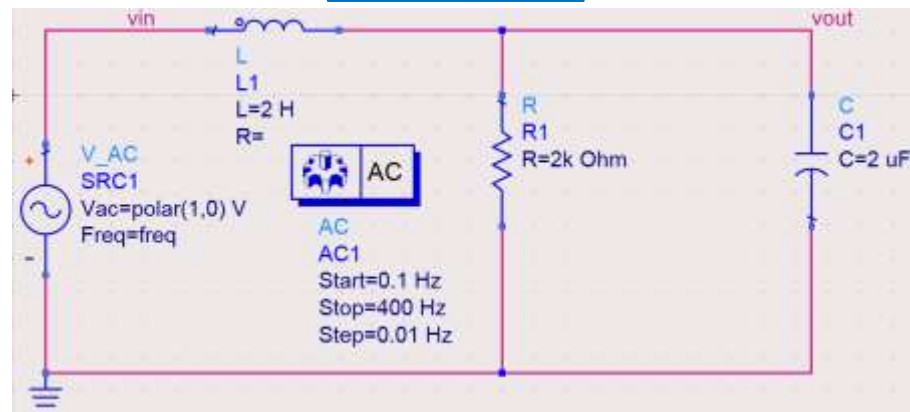 vin
vout
L
L1
L=2 H
R=
V_AC
SRC1
Vac=polar(1,0) V
Freq=freq
AC
AC
AC1
Start=0.1 Hz
Stop=400 Hz
Step=0.01 Hz
R
R1
R=2k Ohm
C
C1
C=2 uF